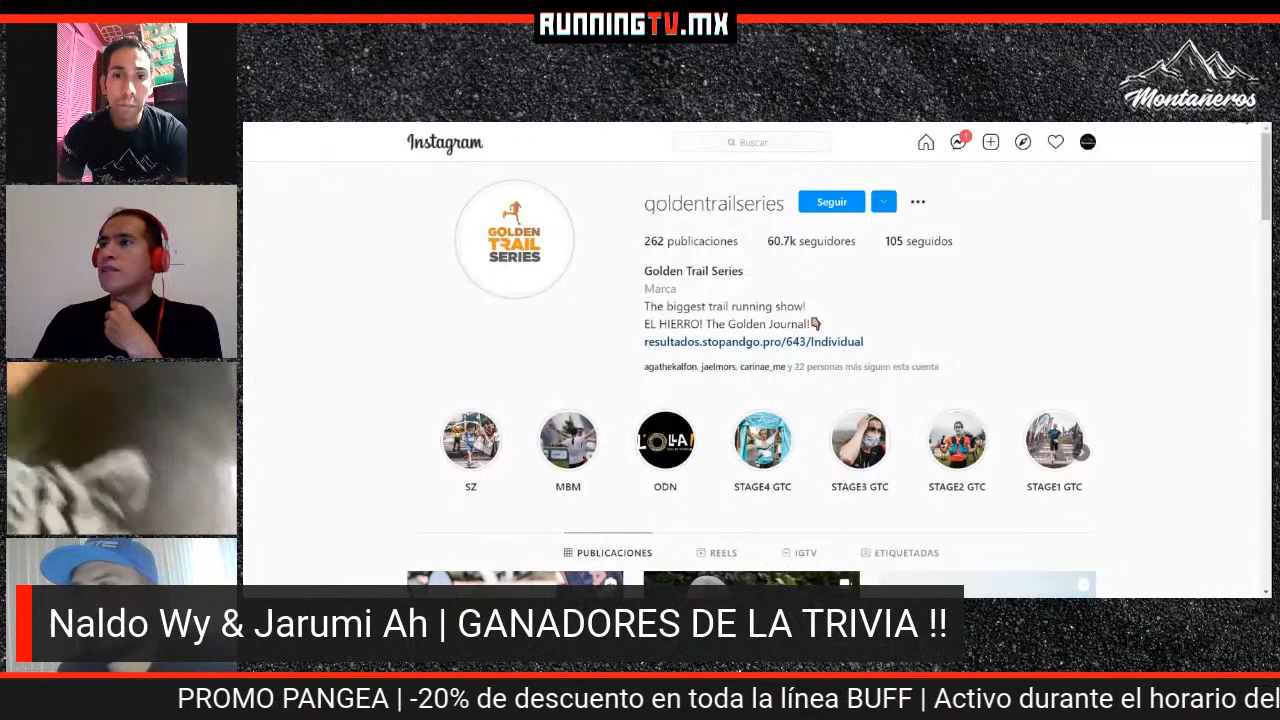 RUNNINGTV.MX
Montañeros
Instagram
Buscar
1
goldentrailseries
Seguir
262 publicaciones
60.7k seguidores
105 seguidos
GOLDEN
TRAIL
SERIES
Golden Trail Series
Marca
The biggest trail running show!
EL HIERRO! The Golden Journal!
resultados.stopandgo.pro/643/Individual
agathekalfon, jaelmors, carinae_me y 22 personas más siguen esta cuenta
SZ
MBM
ODN
STAGE4 GTC
STAGE3 GTC
STAGE2 GTC
STAGE1 GTC
PUBLICACIONES
REELS
IGTV
ETIQUETADAS
Naldo Wy & Jarumi Ah | GANADORES DE LA TRIVIA !!
PROMO PANGEA | -20% de descuento en toda la línea BUFF | Activo durante el horario del